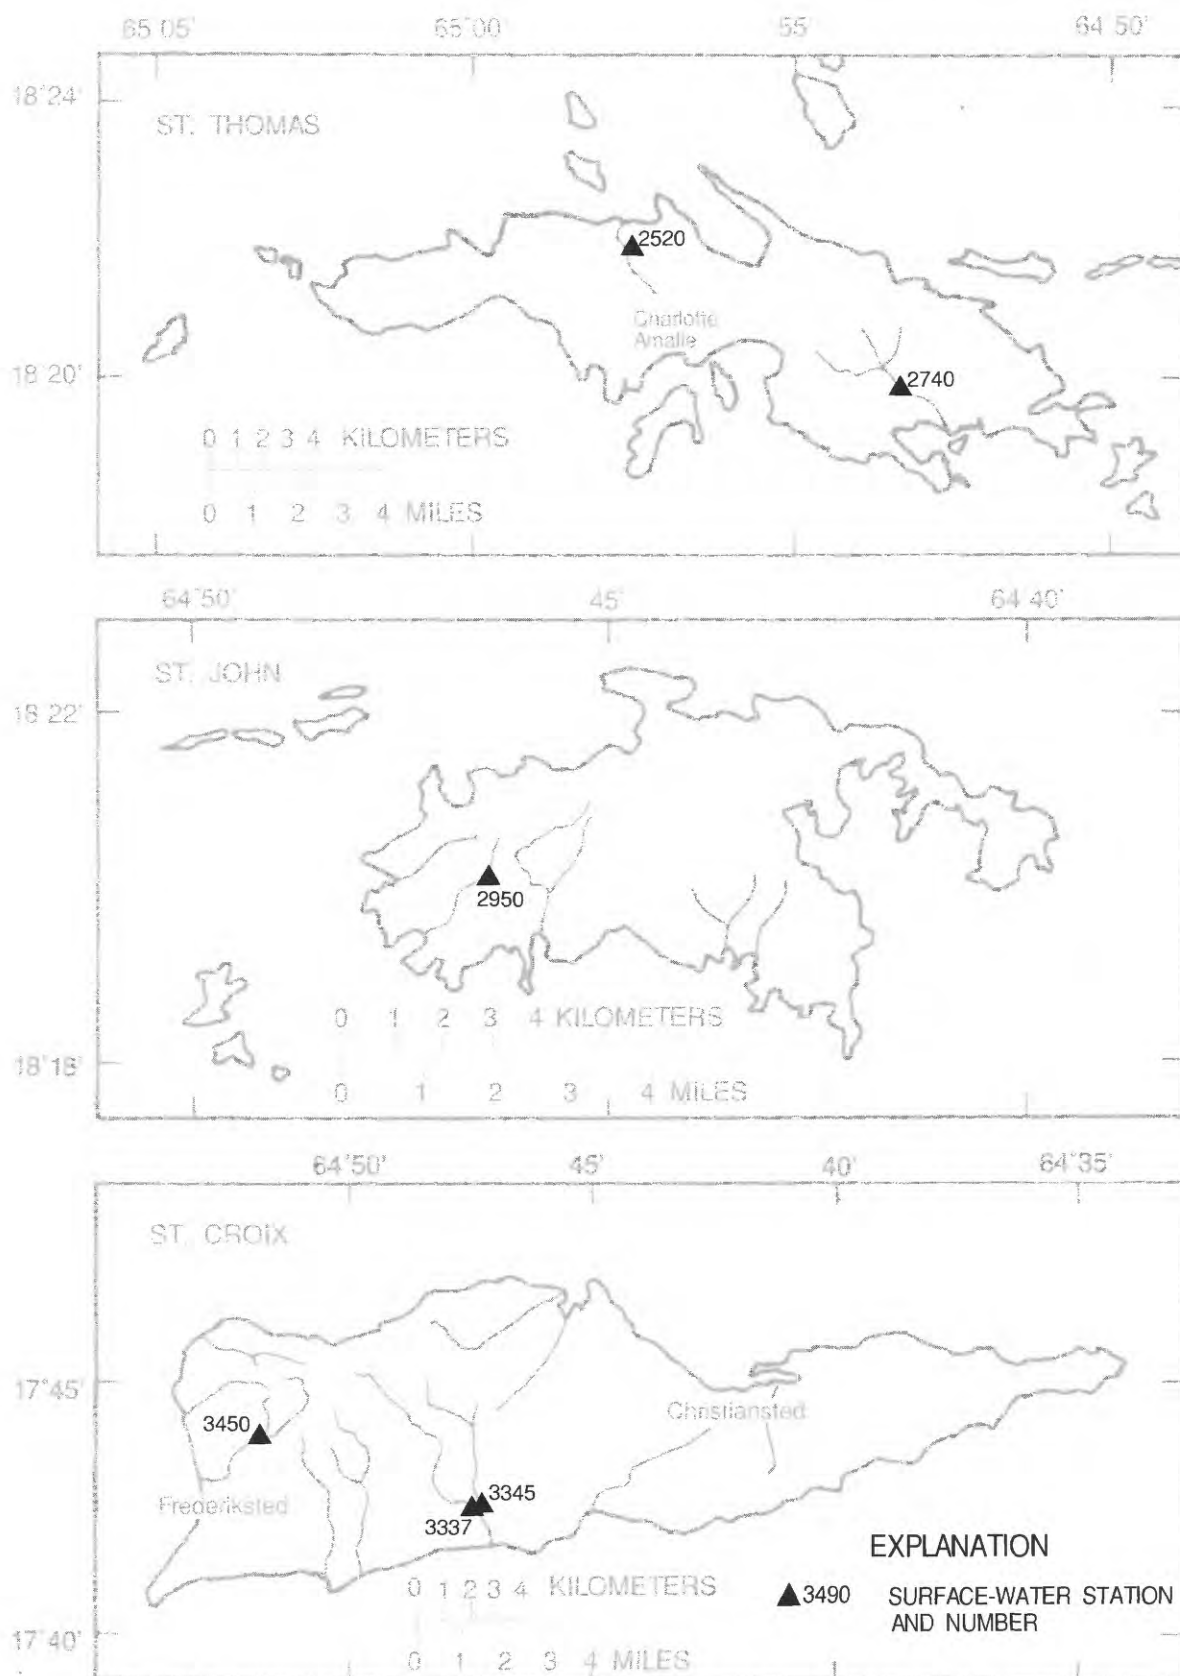 65°05' 65°00' 55' 64°50'
18°24'
ST. THOMAS
2520
Charlotte
Amalie
18°20'
2740
0 1 2 3 4 KILOMETERS
0 1 2 3 4 MILES
64°50' 45' 64°40'
ST. JOHN
18°22'
2950
0 1 2 3 4 KILOMETERS
18°18'
0 1 2 3 4 MILES
64°50' 45' 40' 64°35'
ST. CROIX
17°45'
Christiansted
3450
Frederiksted
3345
3337
EXPLANATION
0 1 2 3 4 KILOMETERS
3490 SURFACE-WATER STATION
AND NUMBER
17°40'
0 1 2 3 4 MILES